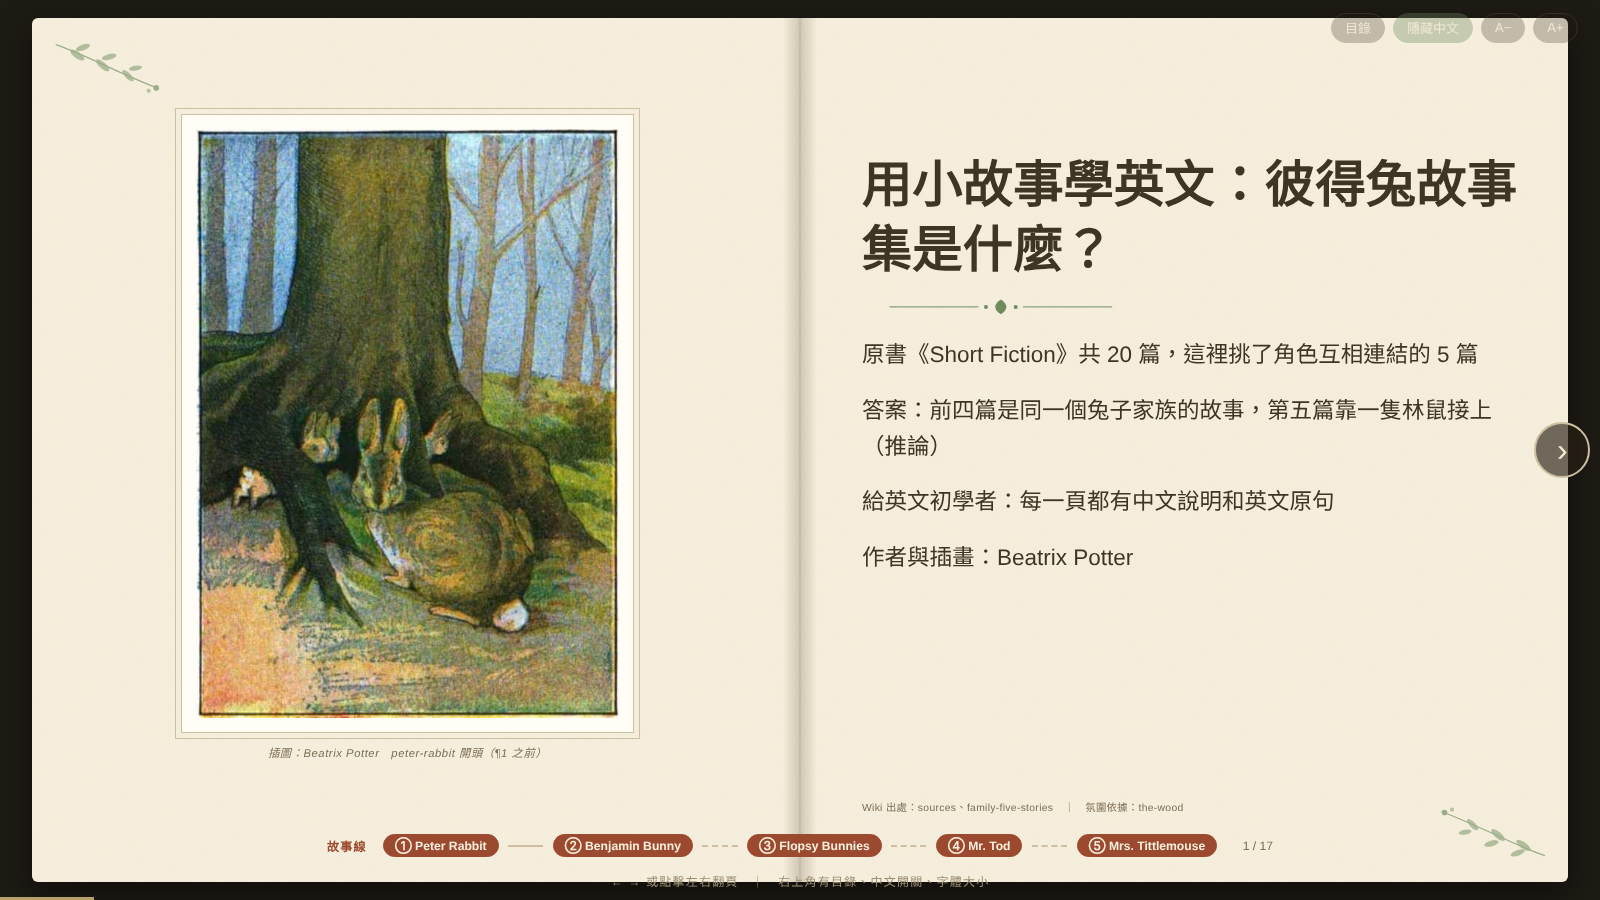 目錄 隱藏中文 A− A+
用小故事學英文：彼得兔故事
集是什麼？
原書《Short Fiction》共 20 篇，這裡挑了角色互相連結的 5 篇
答案：前四篇是同一個兔子家族的故事，第五篇靠一隻林鼠接上
（推論）
給英文初學者：每一頁都有中文說明和英文原句
作者與插畫：Beatrix Potter
插圖：Beatrix Potter peter-rabbit 開頭（¶1 之前）
Wiki 出處：sources、family-five-stories ｜ 氛圍依據：the-wood
故事線 ① Peter Rabbit ② Benjamin Bunny ③ Flopsy Bunnies ④ Mr. Tod ⑤ Mrs. Tittlemouse 1 / 17
← → 或點擊左右翻頁 ｜ 右上角有目錄、中文開關、字體大小